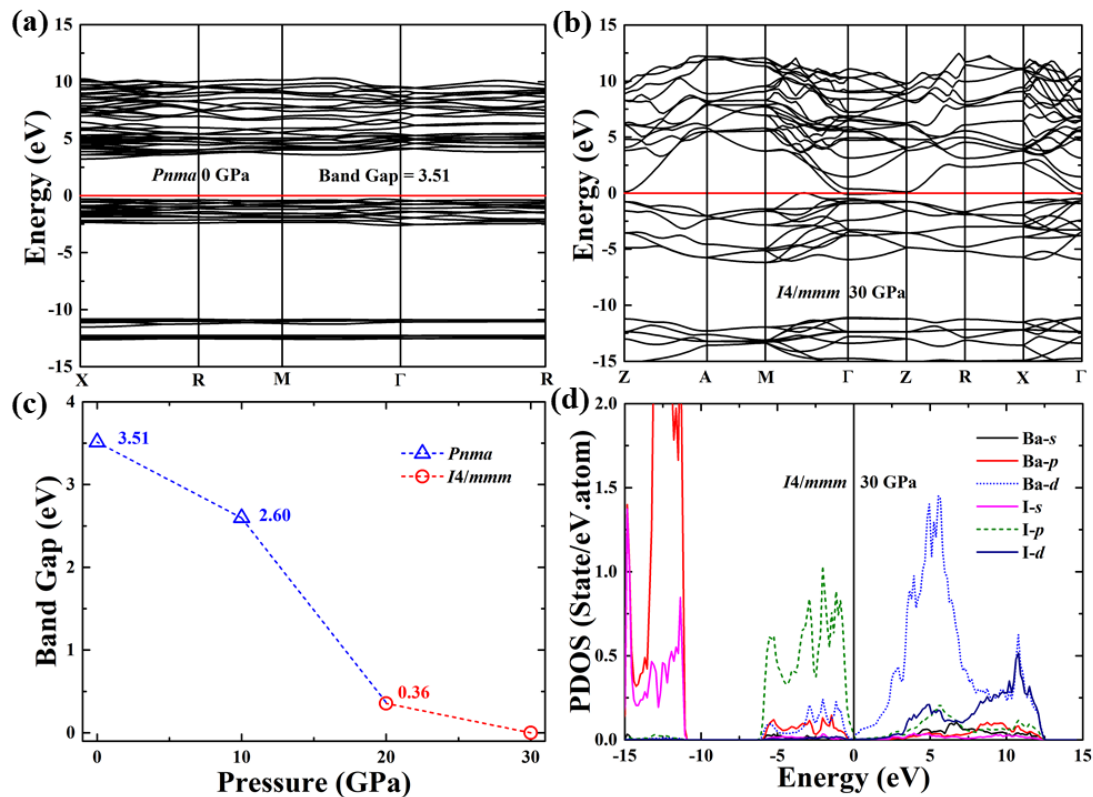 (a)
15
10
5
0
-5
-10
-15
Energy (eV)
Pnma 0 GPa
Band Gap = 3.51
X R M Γ R
(b)
15
10
5
0
-5
-10
-15
Energy (eV)
I4/mmm 30 GPa
Z A M Γ Z R X Γ
(c)
4
3
2
1
0
Band Gap (eV)
3.51
2.60
0.36
Pnma
I4/mmm
0 10 20 30
Pressure (GPa)
(d)
2.0
1.5
1.0
0.5
0.0
PDOS (State/eV.atom)
I4/mmm 30 GPa
Ba-s
Ba-p
Ba-d
I-s
I-p
I-d
-15 -10 -5 0 5 10 15
Energy (eV)